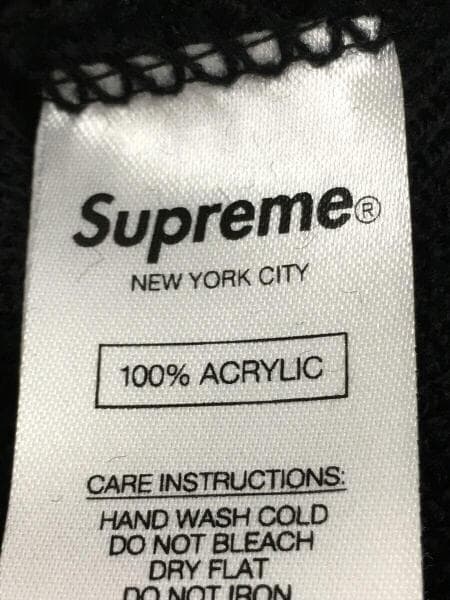 Supreme®
NEW YORK CITY
100% ACRYLIC
CARE INSTRUCTIONS:
HAND WASH COLD
DO NOT BLEACH
DRY FLAT
DO NOT IRON